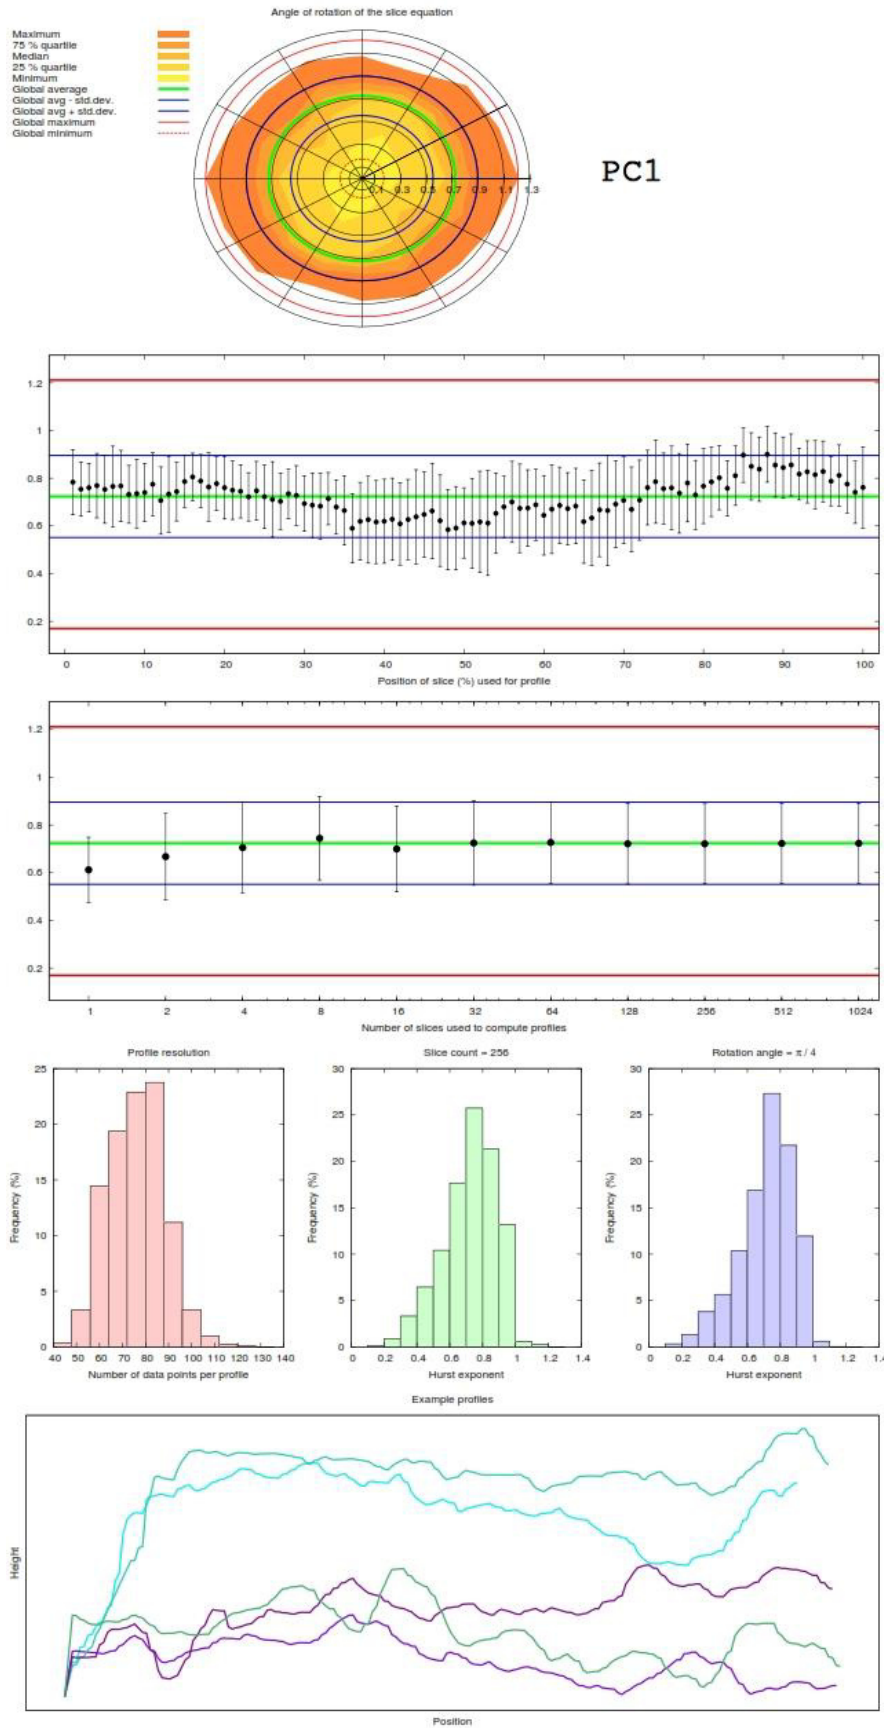 Angle of rotation of the slice equation
Maximum
75 % quartile
Median
25 % quartile
Minimum
Global average
Global avg - std.dev.
Global avg + std.dev.
Global maximum
Global minimum
0.1 0.3 0.5 0.7 0.9 1.1 1.3
PC1
1.2
1
0.8
0.6
0.4
0.2
0 10 20 30 40 50 60 70 80 90 100
Position of slice (%) used for profile
1.2
1
0.8
0.6
0.4
0.2
1 2 4 8 16 32 64 128 256 512 1024
Number of slices used to compute profiles
Profile resolution
25
20
15
10
5
0
Frequency (%)
40 50 60 70 80 90 100 110 120 130 140
Number of data points per profile
Slice count = 256
30
25
20
15
10
5
0
Frequency (%)
0 0.2 0.4 0.6 0.8 1 1.2 1.4
Hurst exponent
Rotation angle = π / 4
30
25
20
15
10
5
0
Frequency (%)
0 0.2 0.4 0.6 0.8 1 1.2 1.4
Hurst exponent
Example profiles
Height
Position